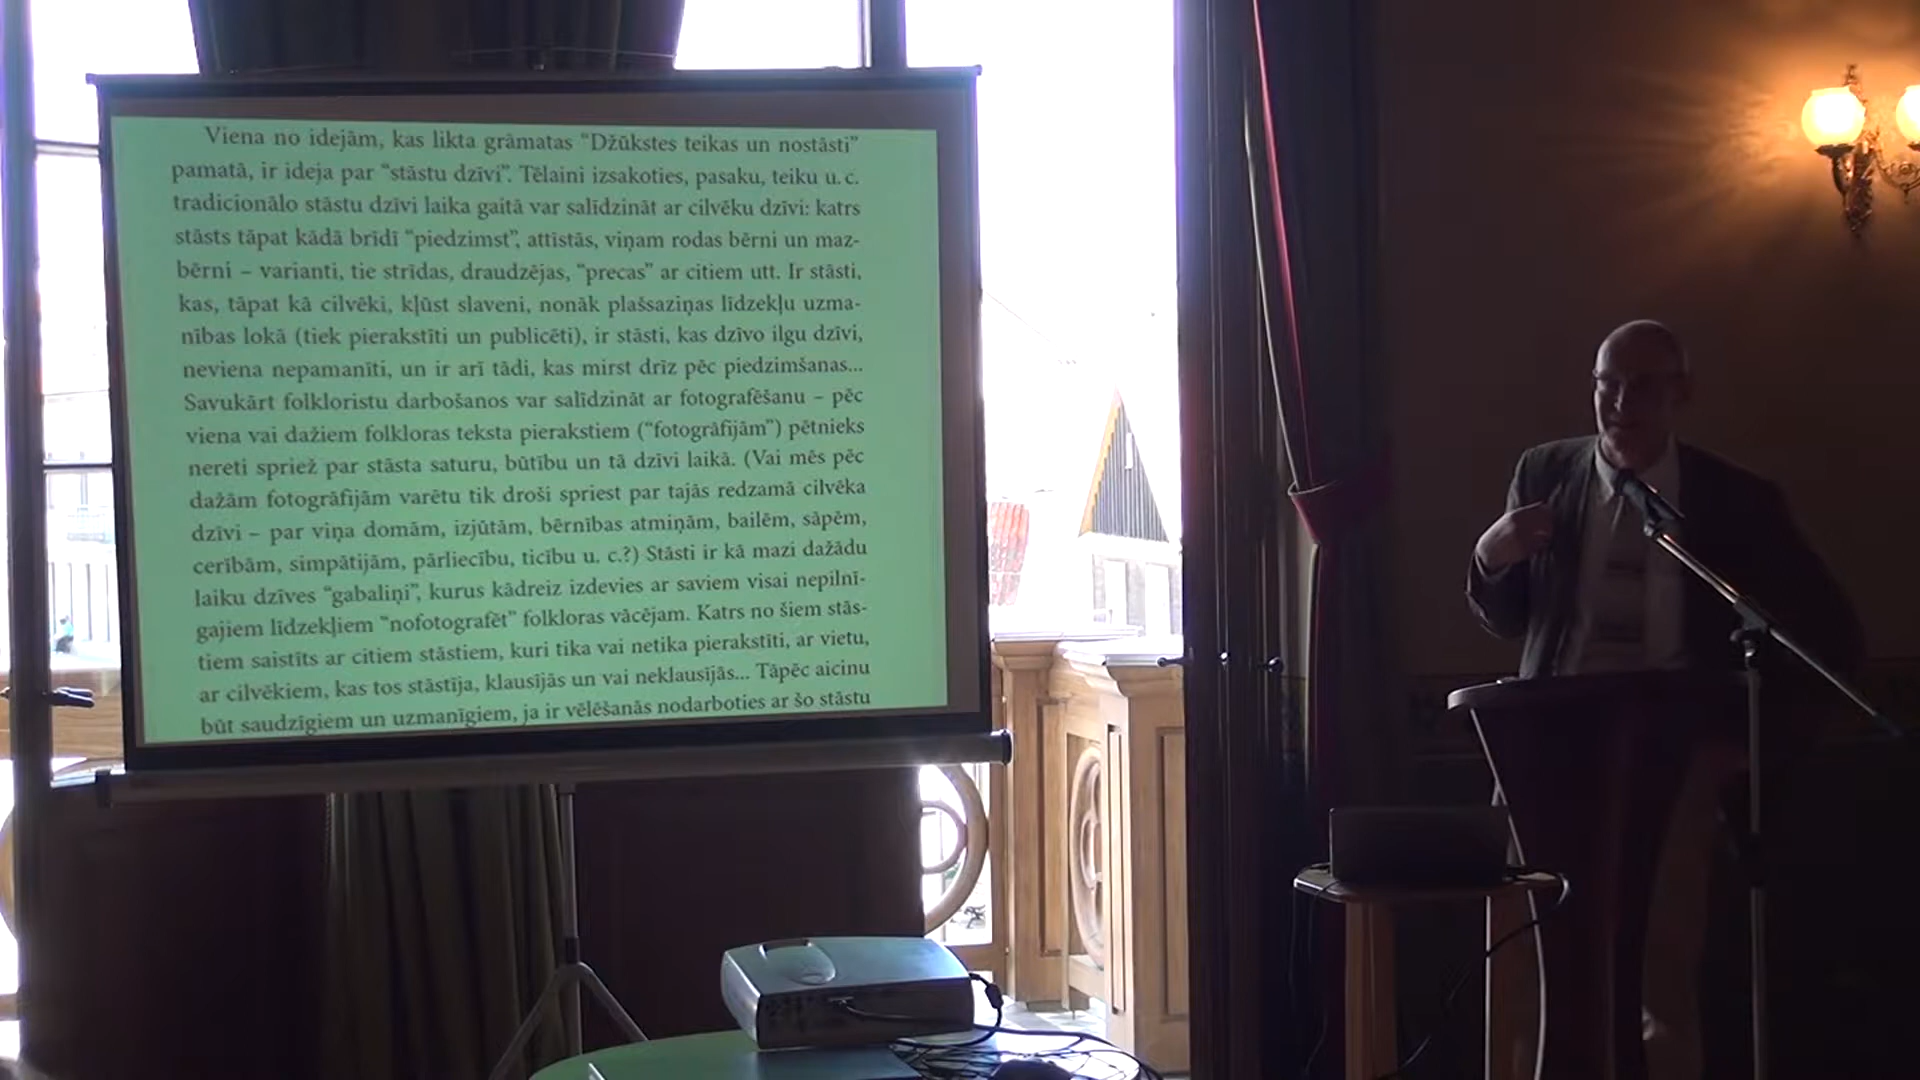 Viena no idejām, kas likta grāmatas “Džūkstes teikas un nostāsti”
pamatā, ir ideja par “stāstu dzīvi”. Tēlaini izsakoties, pasaku, teiku u. c.
tradicionālo stāstu dzīvi laika gaitā var salīdzināt ar cilvēku dzīvi: katrs
stāsts tāpat kādā brīdī “piedzimst”, attīstās, viņam rodas bērni un maz-
bērni – varianti, tie strīdas, draudzējas, “precas” ar citiem utt. Ir stāsti,
kas, tāpat kā cilvēki, kļūst slaveni, nonāk plašsaziņas līdzekļu uzma-
nības lokā (tiek pierakstīti un publicēti), ir stāsti, kas dzīvo ilgu dzīvi,
neviena nepamanīti, un ir arī tādi, kas mirst drīz pēc piedzimšanas...
Savukārt folkloristu darbošanos var salīdzināt ar fotografēšanu – pēc
viena vai dažiem folkloras teksta pierakstiem (“fotogrāfijām”) pētnieks
nereti spriež par stāsta saturu, būtību un tā dzīvi laikā. (Vai mēs pēc
dažām fotogrāfijām varētu tik droši spriest par tajās redzamā cilvēka
dzīvi – par viņa domām, izjūtām, bērnības atmiņām, bailēm, sāpēm,
cerībām, simpātijām, pārliecību, ticību u. c.?) Stāsti ir kā mazi dažādu
laiku dzīves “gabaliņi”, kurus kādreiz izdevies ar saviem visai nepilnī-
gajiem līdzekļiem “nofotografēt” folkloras vācējam. Katrs no šiem stās-
tiem saistīts ar citiem stāstiem, kuri tika vai netika pierakstīti, ar vietu,
ar cilvēkiem, kas tos stāstīja, klausījās un vai neklausījās... Tāpēc aicinu
būt saudzīgiem un uzmanīgiem, ja ir vēlēšanās nodarboties ar šo stāstu